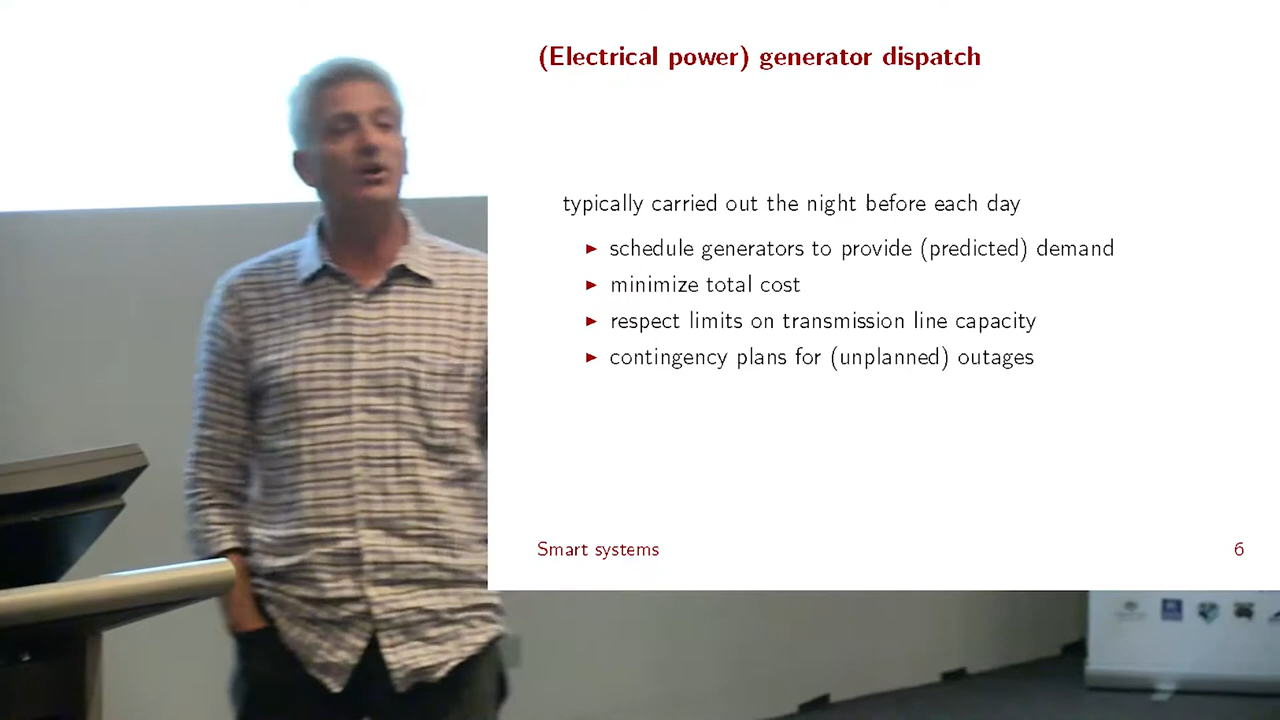 (Electrical power) generator dispatch
typically carried out the night before each day
▶ schedule generators to provide (predicted) demand
▶ minimize total cost
▶ respect limits on transmission line capacity
▶ contingency plans for (unplanned) outages
Smart systems
6